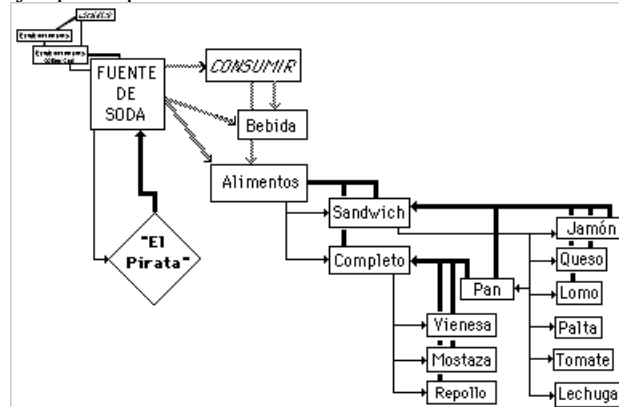 FUENTE
DE
SODA
CONSUMIR
Bebida
Alimentos
Sandwich
"El
Pirata"
Completo
Jamón
Queso
Pan
Lomo
Vienesa
Palta
Mostaza
Tomate
Repollo
Lechuga